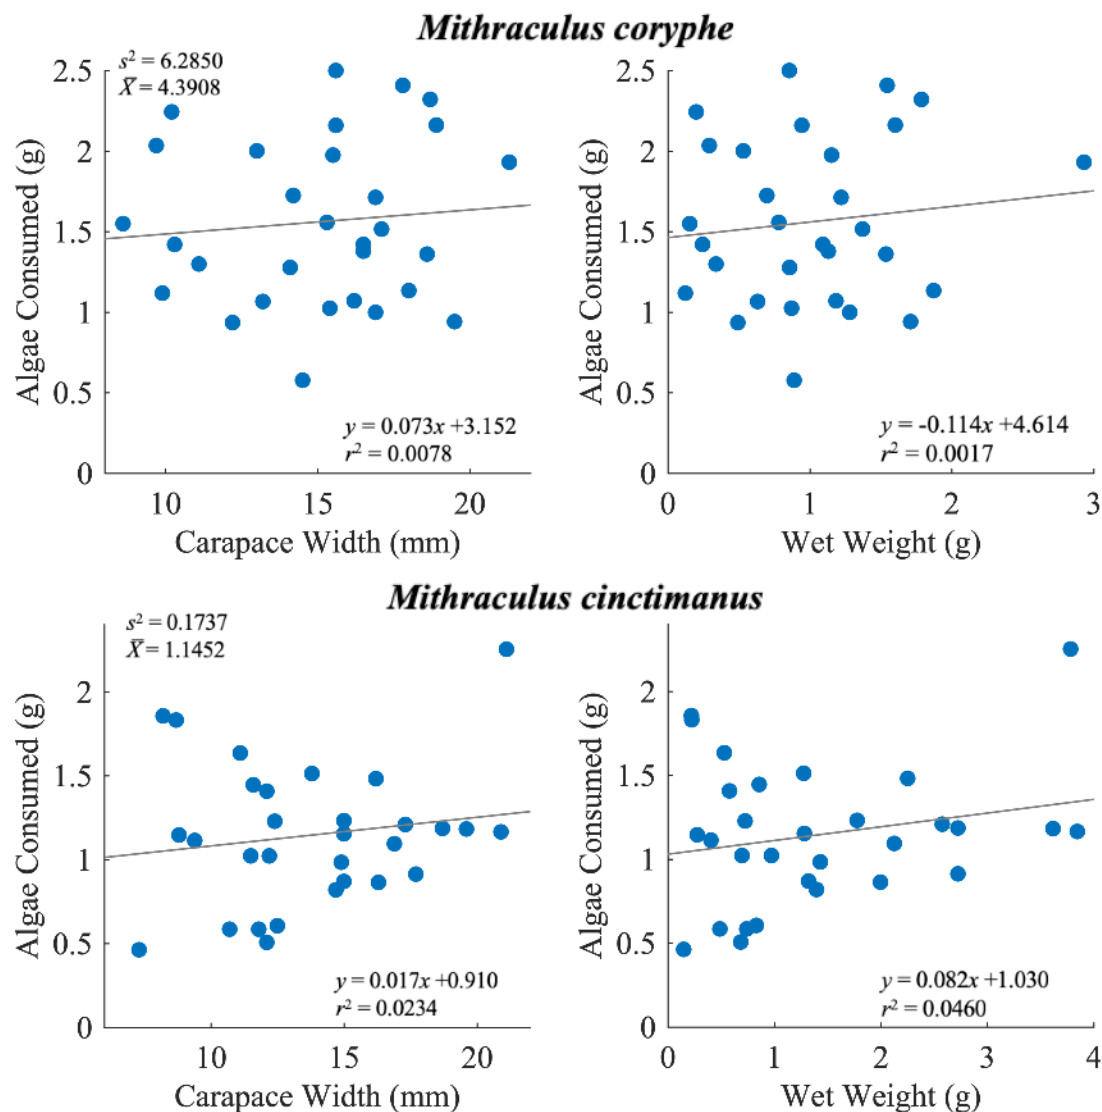 Mithraculus coryphe
s² = 6.2850
X̄ = 4.3908
2.5
2
1.5
1
0.5
0
Algae Consumed (g)
y = 0.073x +3.152
r² = 0.0078
10 15 20
Carapace Width (mm)
2.5
2
1.5
1
0.5
0
Algae Consumed (g)
y = -0.114x +4.614
r² = 0.0017
0 1 2 3
Wet Weight (g)
Mithraculus cinctimanus
s² = 0.1737
X̄ = 1.1452
2
1.5
1
0.5
0
Algae Consumed (g)
y = 0.017x +0.910
r² = 0.0234
10 15 20
Carapace Width (mm)
2
1.5
1
0.5
0
Algae Consumed (g)
y = 0.082x +1.030
r² = 0.0460
0 1 2 3 4
Wet Weight (g)